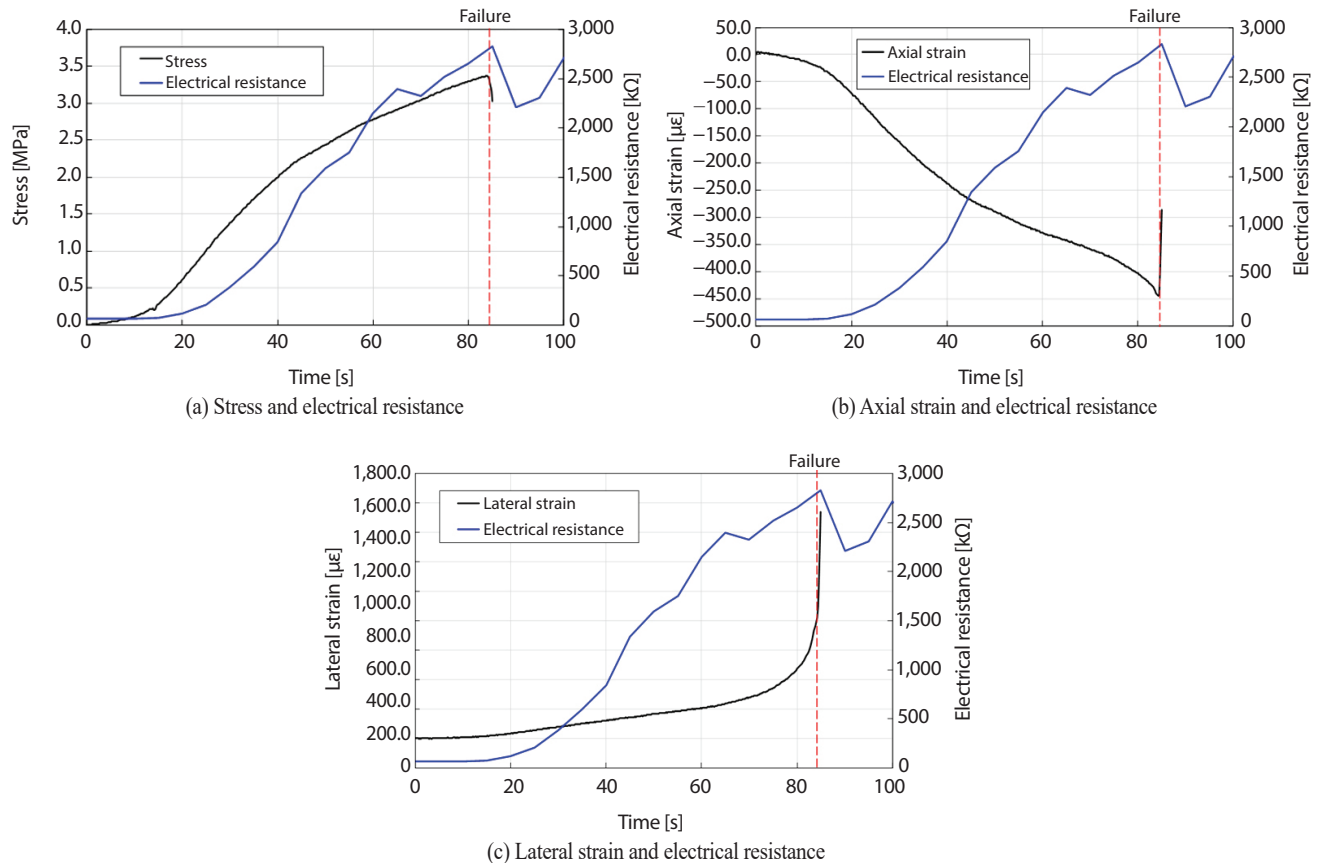 Failure
4.0
3.5
3.0
2.5
2.0
1.5
1.0
0.5
0.0
Stress [MPa]
Stress
Electrical resistance
3,000
2,500
2,000
1,500
1,000
500
0
Electrical resistance [kΩ]
0 20 40 60 80 100
Time [s]
(a) Stress and electrical resistance
Failure
50.0
0.0
−50.0
−100.0
−150.0
−200.0
−250.0
−300.0
−350.0
−400.0
−450.0
−500.0
Axial strain [με]
Axial strain
Electrical resistance
3,000
2,500
2,000
1,500
1,000
500
0
Electrical resistance [kΩ]
0 20 40 60 80 100
Time [s]
(b) Axial strain and electrical resistance
Failure
1,800.0
1,600.0
1,400.0
1,200.0
1,000.0
800.0
600.0
400.0
200.0
0
Lateral strain [με]
Lateral strain
Electrical resistance
3,000
2,500
2,000
1,500
1,000
500
0
Electrical resistance [kΩ]
0 20 40 60 80 100
Time [s]
(c) Lateral strain and electrical resistance